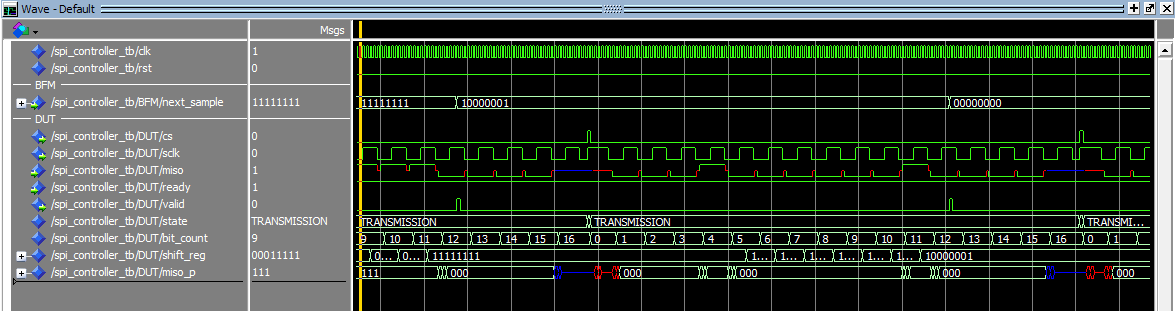 Wave - Default
Msgs
/spi_controller_tb/clk 1
/spi_controller_tb/rst 0
BFM
/spi_controller_tb/BFM/next_sample 11111111 11111111 10000001 00000000
DUT
/spi_controller_tb/DUT/cs 0
/spi_controller_tb/DUT/sclk 0
/spi_controller_tb/DUT/miso 1
/spi_controller_tb/DUT/ready 1
/spi_controller_tb/DUT/valid 0
/spi_controller_tb/DUT/state TRANSMISSION TRANSMISSION TRANSMISSION TRANSMI...
/spi_controller_tb/DUT/bit_count 9 9 10 11 12 13 14 15 16 0 1 2 3 4 5 6 7 8 9 10 11 12 13 14 15 16 0 1
/spi_controller_tb/DUT/shift_reg 00011111 0... 0... 11111111 1... 1... 1... 1... 1... 1... 10000001
/spi_controller_tb/DUT/miso_p 111 111 000 000 000 000 000